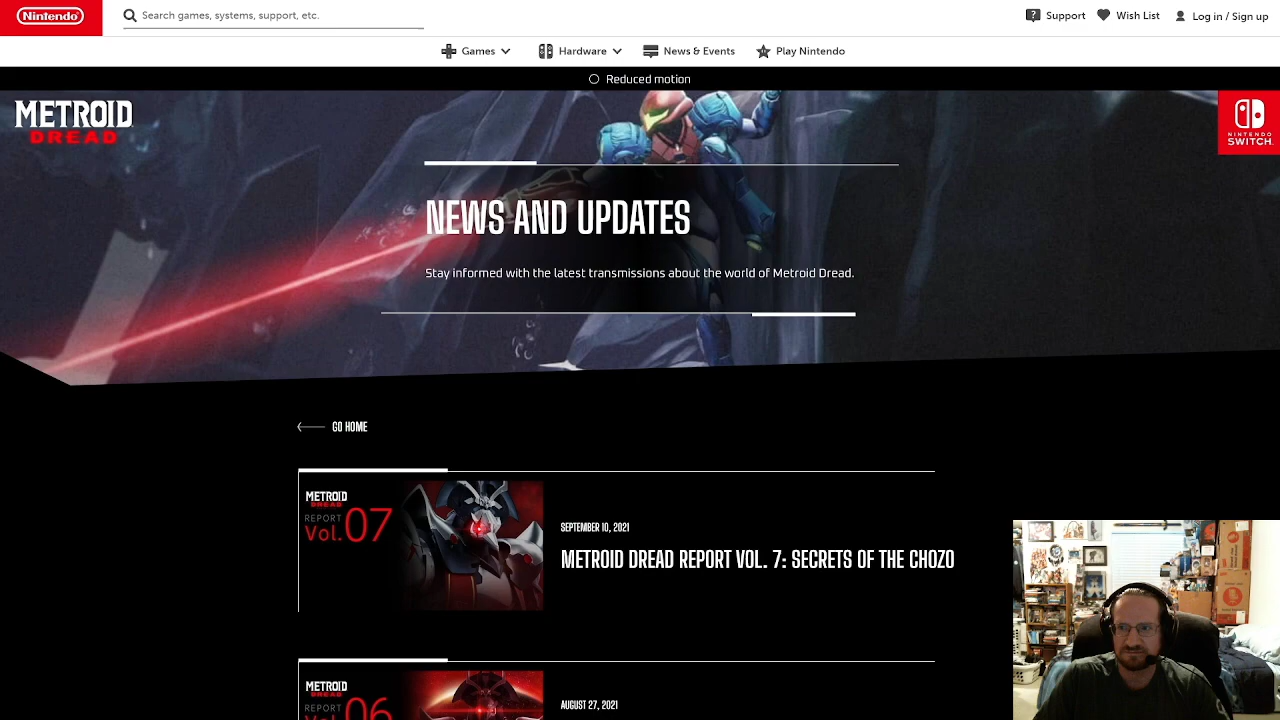 Nintendo
Search games, systems, support, etc.
Support
Wish List
Log in / Sign up
Games
Hardware
News & Events
Play Nintendo
Reduced motion
METROID
DREAD
NINTENDO
SWITCH
NEWS AND UPDATES
Stay informed with the latest transmissions about the world of Metroid Dread.
GO HOME
METROID
DREAD
REPORT
Vol.07
SEPTEMBER 10, 2021
METROID DREAD REPORT VOL. 7: SECRETS OF THE CHOZO
METROID
DREAD
REPORT
Vol.06
AUGUST 27, 2021